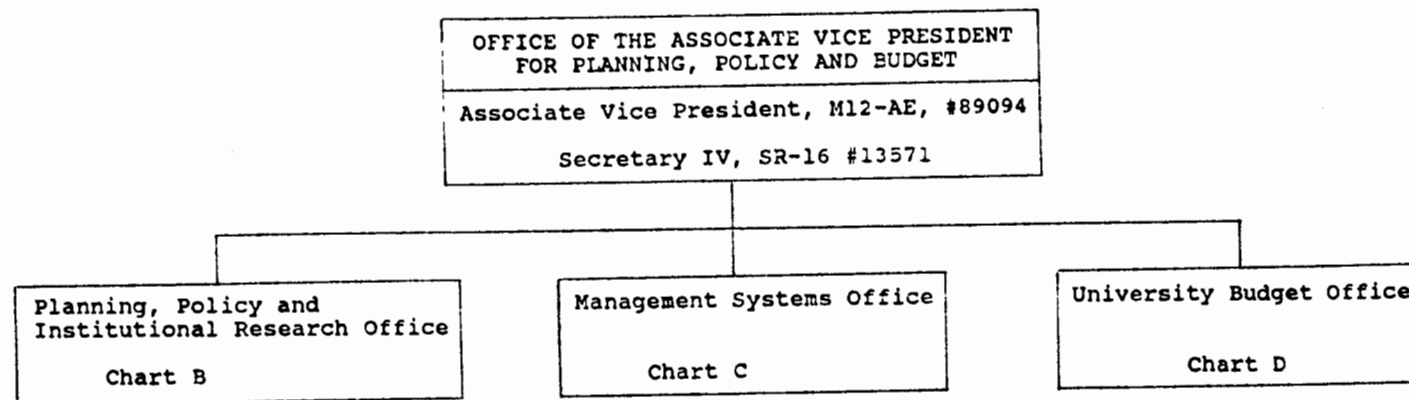 OFFICE OF THE ASSOCIATE VICE PRESIDENT
FOR PLANNING, POLICY AND BUDGET
Associate Vice President, M12-AE, #89094
Secretary IV, SR-16 #13571
Planning, Policy and
Institutional Research Office
Chart B
Management Systems Office
Chart C
University Budget Office
Chart D